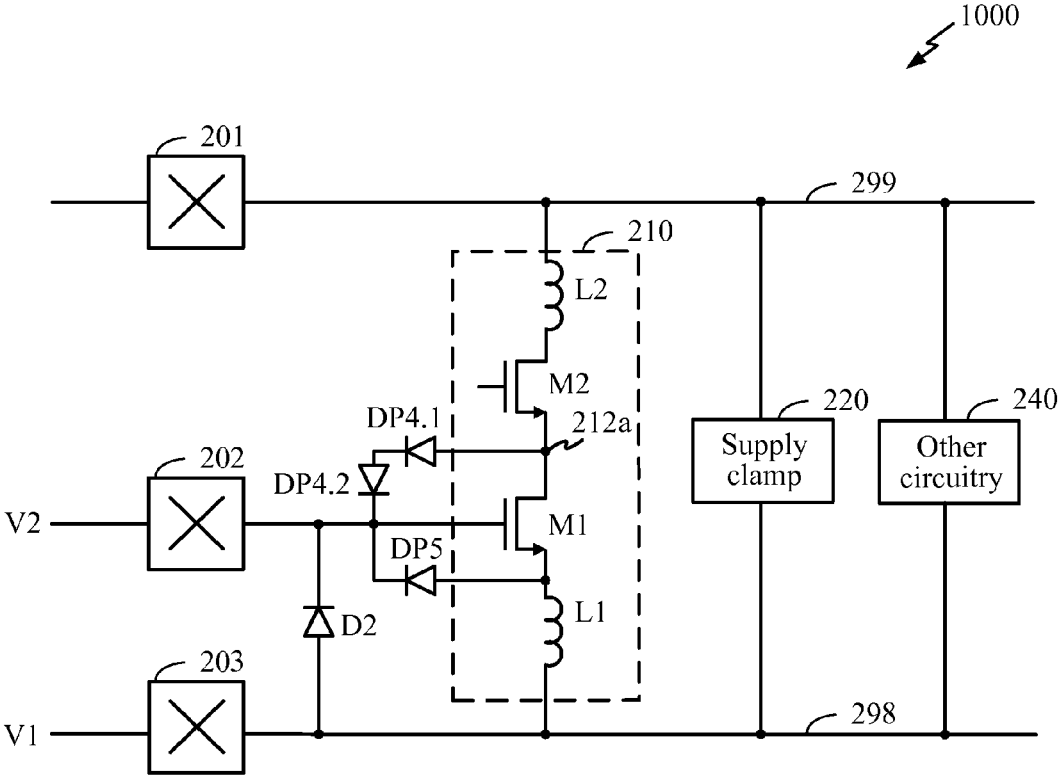 1000
201
299
210
L2
M2
DP4.1
212a
220
240
Supply
clamp
Other
circuitry
202
DP4.2
V2
M1
DP5
L1
D2
203
V1
298